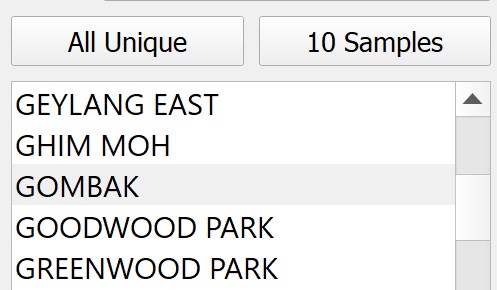 All Unique
10 Samples
GEYLANG EAST
GHIM MOH
GOMBAK
GOODWOOD PARK
GREENWOOD PARK